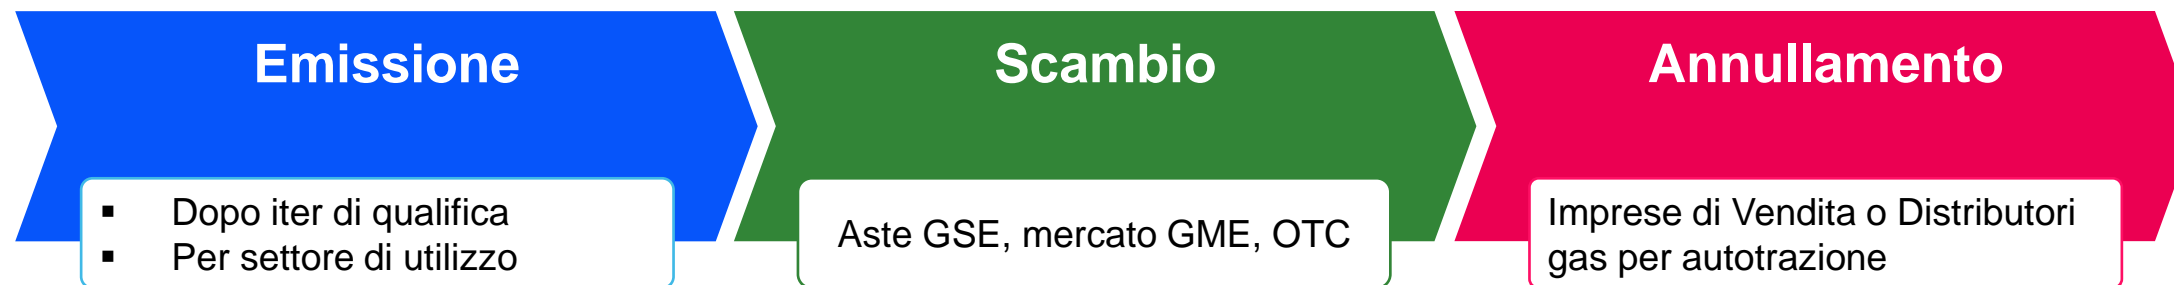 Emissione
▪ Dopo iter di qualifica
▪ Per settore di utilizzo
Scambio
Aste GSE, mercato GME, OTC
Annullamento
Imprese di Vendita o Distributori
gas per autotrazione